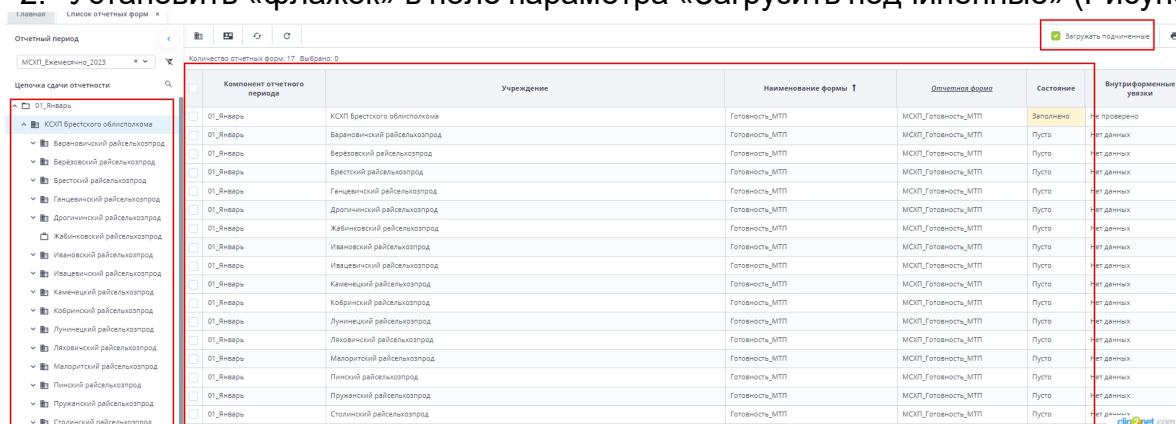 2. Установить «флажок» в поле параметра «Загрузить подчиненные» (Рисун
Главная Список отчетных форм ×
Отчетный период
Загружать подчиненные
МСХП_Ежемесячно_2023
Количество отчетных форм: 17 Выбрано: 0
Цепочка сдачи отчетности
Компонент отчетного периода Учреждение Наименование формы ↑ Отчетная форма Состояние Внутриформенные увязки
01_Январь
КСХП Брестского облисполкома
Барановичский райсельхозпрод
Берёзовский райсельхозпрод
Брестский райсельхозпрод
Ганцевичский райсельхозпрод
Дрогичинский райсельхозпрод
Жабинковский райсельхозпрод
Ивановский райсельхозпрод
Ивацевичский райсельхозпрод
Каменецкий райсельхозпрод
Кобринский райсельхозпрод
Лунинецкий райсельхозпрод
Ляховичский райсельхозпрод
Малоритский райсельхозпрод
Пинский райсельхозпрод
Пружанский райсельхозпрод
Столинский райсельхозпрод
01_Январь КСХП Брестского облисполкома Готовность_МТП МСХП_Готовность_МТП Заполнено Не проверено
01_Январь Барановичский райсельхозпрод Готовность_МТП МСХП_Готовность_МТП Пусто Нет данных
01_Январь Берёзовский райсельхозпрод Готовность_МТП МСХП_Готовность_МТП Пусто Нет данных
01_Январь Брестский райсельхозпрод Готовность_МТП МСХП_Готовность_МТП Пусто Нет данных
01_Январь Ганцевичский райсельхозпрод Готовность_МТП МСХП_Готовность_МТП Пусто Нет данных
01_Январь Дрогичинский райсельхозпрод Готовность_МТП МСХП_Готовность_МТП Пусто Нет данных
01_Январь Жабинковский райсельхозпрод Готовность_МТП МСХП_Готовность_МТП Пусто Нет данных
01_Январь Ивановский райсельхозпрод Готовность_МТП МСХП_Готовность_МТП Пусто Нет данных
01_Январь Ивацевичский райсельхозпрод Готовность_МТП МСХП_Готовность_МТП Пусто Нет данных
01_Январь Каменецкий райсельхозпрод Готовность_МТП МСХП_Готовность_МТП Пусто Нет данных
01_Январь Кобринский райсельхозпрод Готовность_МТП МСХП_Готовность_МТП Пусто Нет данных
01_Январь Лунинецкий райсельхозпрод Готовность_МТП МСХП_Готовность_МТП Пусто Нет данных
01_Январь Ляховичский райсельхозпрод Готовность_МТП МСХП_Готовность_МТП Пусто Нет данных
01_Январь Малоритский райсельхозпрод Готовность_МТП МСХП_Готовность_МТП Пусто Нет данных
01_Январь Пинский райсельхозпрод Готовность_МТП МСХП_Готовность_МТП Пусто Нет данных
01_Январь Пружанский райсельхозпрод Готовность_МТП МСХП_Готовность_МТП Пусто Нет данных
01_Январь Столинский райсельхозпрод Готовность_МТП МСХП_Готовность_МТП Пусто Нет данных
clip2net.com